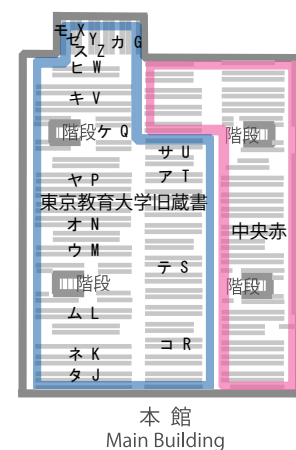 モ X
セ Y
ス Z
カ G
ヒ W
キ V
階段
ケ Q
階段
サ U
ア T
ヤ P
東京教育大学旧蔵書
オ N
中央赤
ウ M
テ S
階段
階段
ム L
コ R
ネ K
タ J
本 館
Main Building